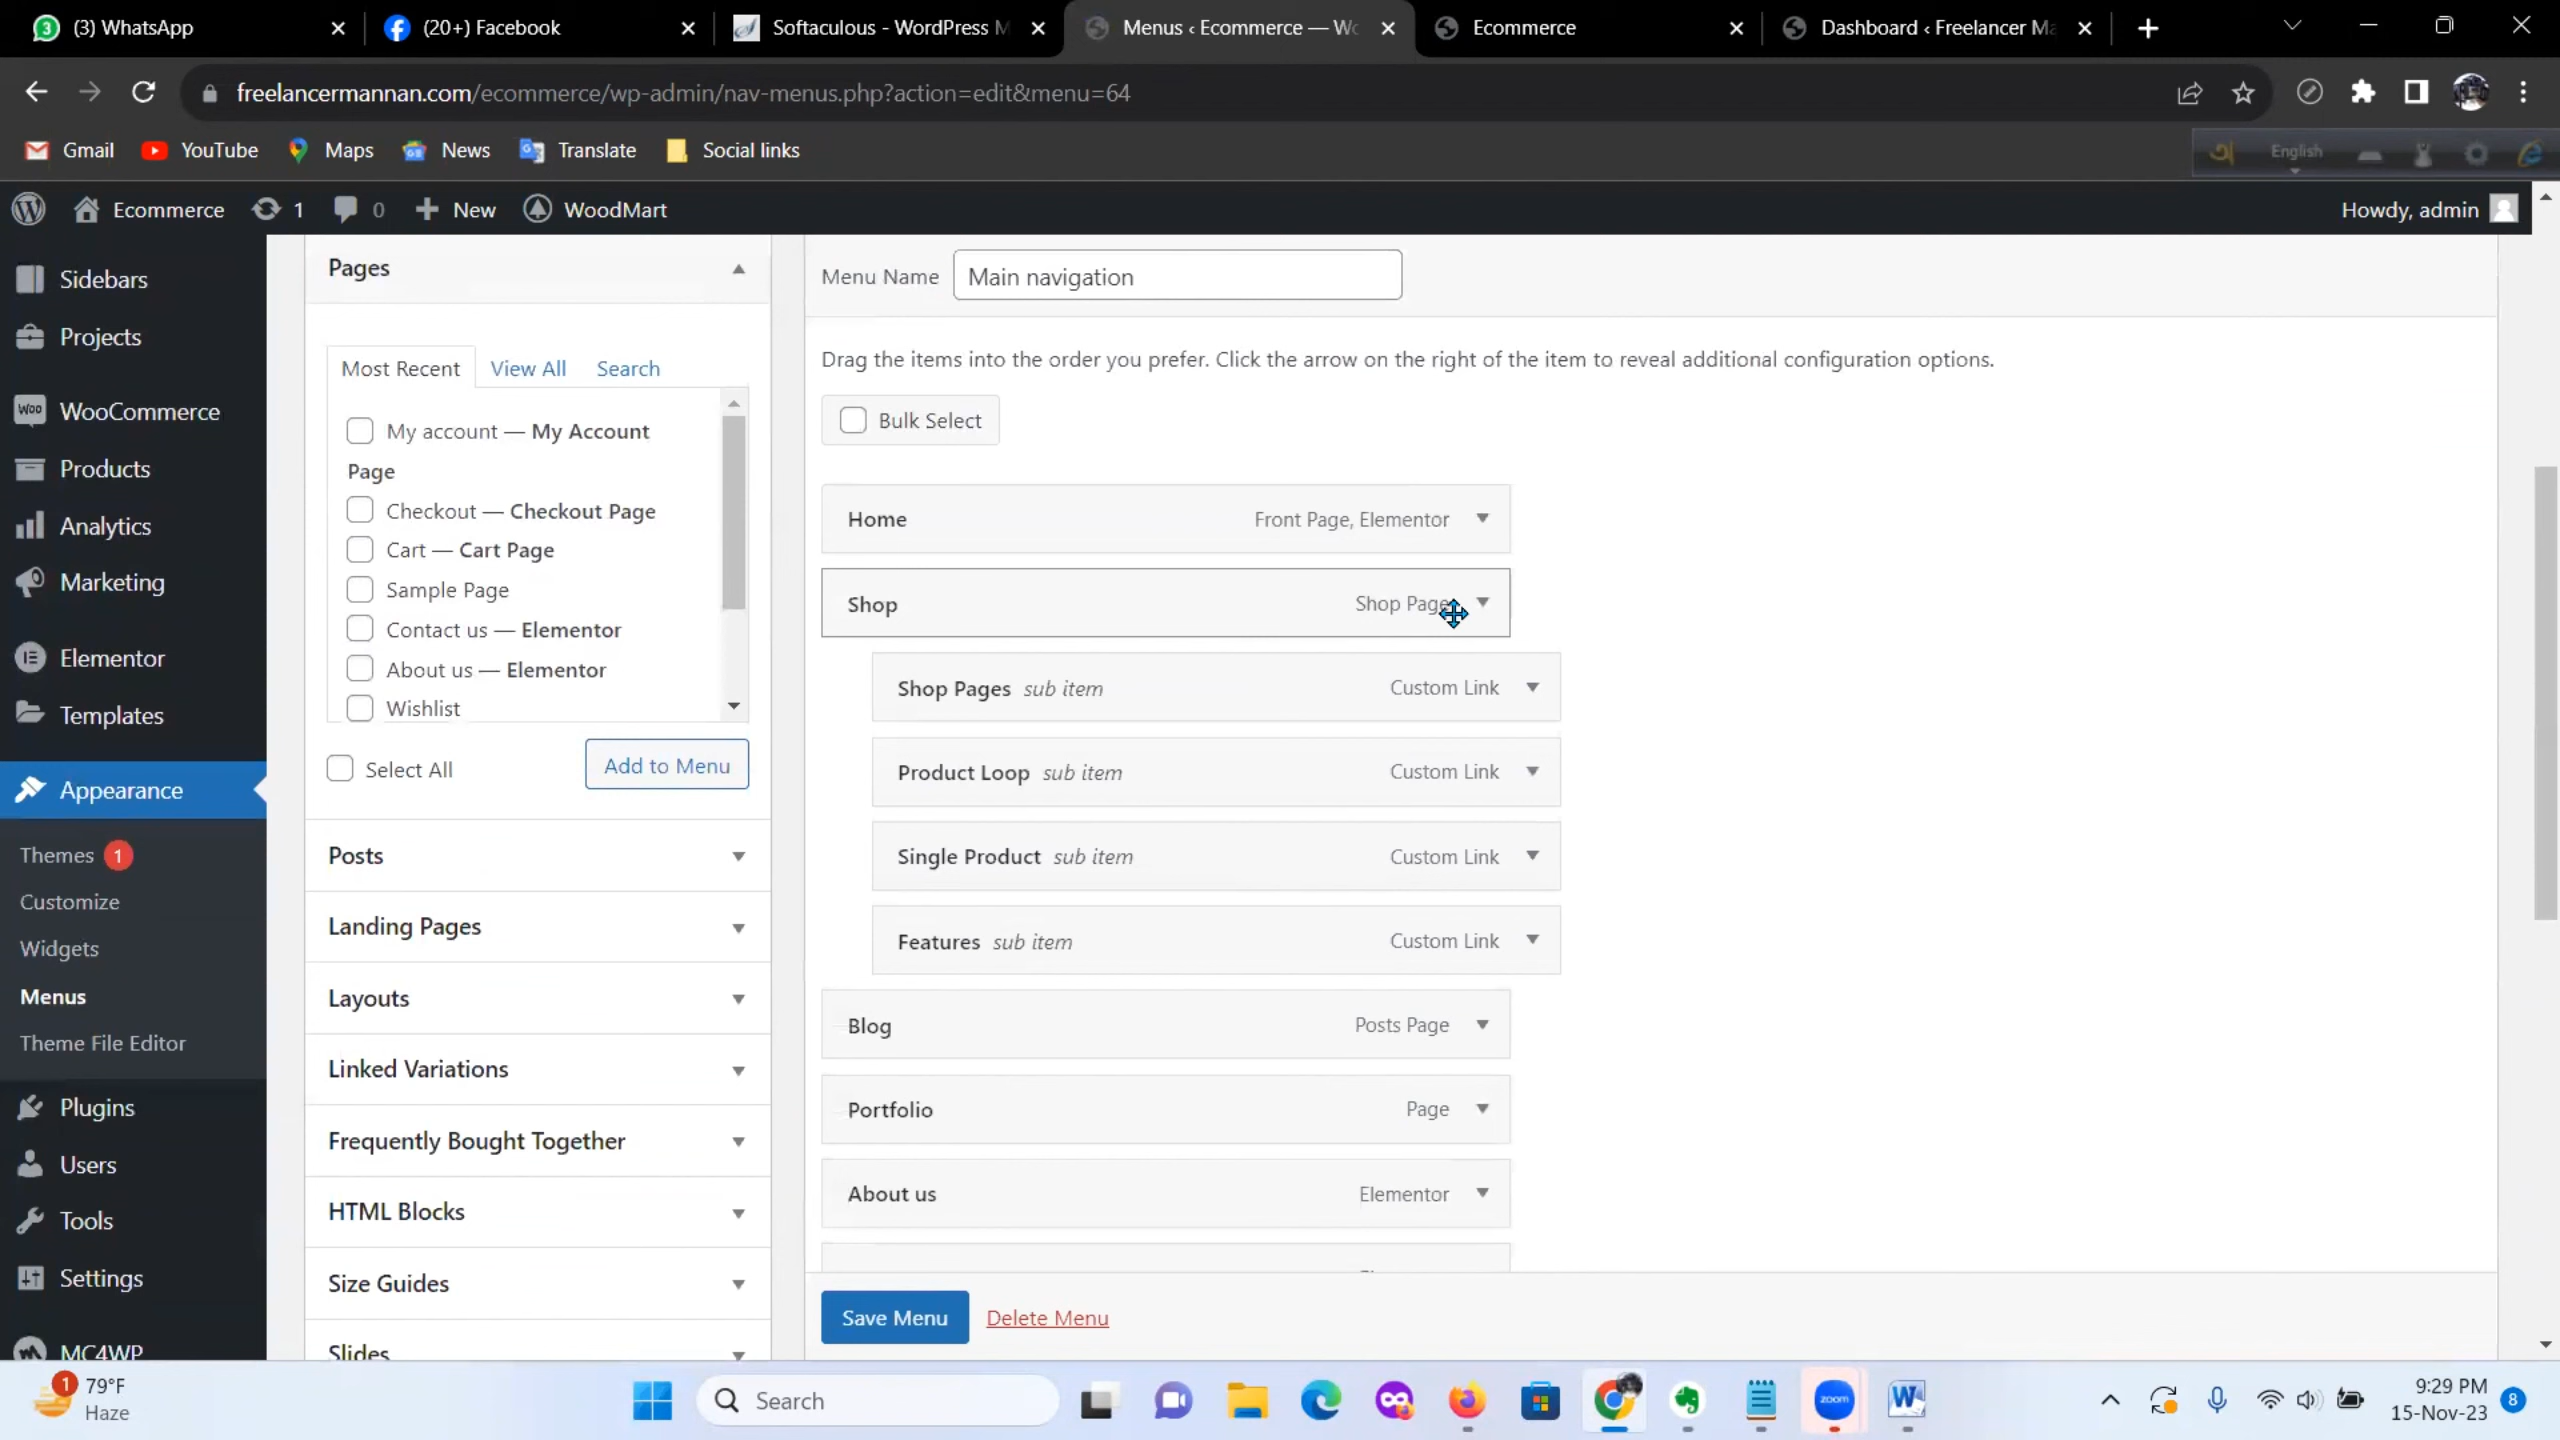 (3) WhatsApp
(20+) Facebook
Softaculous - WordPress M
Menus ‹ Ecommerce — Wo
Ecommerce
Dashboard ‹ Freelancer Ma
freelancermannan.com/ecommerce/wp-admin/nav-menus.php?action=edit&menu=64
Gmail
YouTube
Maps
News
Translate
Social links
অ
English
Ecommerce
1
0
New
WoodMart
Howdy, admin
Sidebars
Projects
Woo
WooCommerce
Products
Analytics
Marketing
Elementor
Templates
Appearance
Themes 1
Customize
Widgets
Menus
Theme File Editor
Plugins
Users
Tools
Settings
MC4WP
Pages
Most Recent
View All
Search
My account — My Account
Page
Checkout — Checkout Page
Cart — Cart Page
Sample Page
Contact us — Elementor
About us — Elementor
Wishlist
Select All
Add to Menu
Posts
Landing Pages
Layouts
Linked Variations
Frequently Bought Together
HTML Blocks
Size Guides
Slides
Menu Name
Main navigation
Drag the items into the order you prefer. Click the arrow on the right of the item to reveal additional configuration options.
Bulk Select
Home
Front Page, Elementor
Shop
Shop Page
Shop Pages sub item
Custom Link
Product Loop sub item
Custom Link
Single Product sub item
Custom Link
Features sub item
Custom Link
Blog
Posts Page
Portfolio
Page
About us
Elementor
Save Menu
Delete Menu
1
79°F
Haze
Search
zoom
W
9:29 PM
15-Nov-23
8